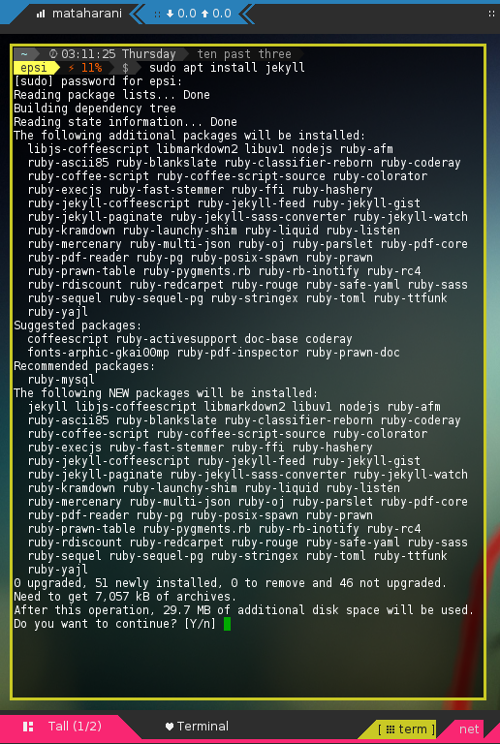 mataharani 0.0 0.0
~ 03:11:25 Thursday ten past three
epsi ⚡ 11% $ sudo apt install jekyll
[sudo] password for epsi:
Reading package lists... Done
Building dependency tree
Reading state information... Done
The following additional packages will be installed:
libjs-coffeescript libmarkdown2 libuv1 nodejs ruby-afm
ruby-ascii85 ruby-blankslate ruby-classifier-reborn ruby-coderay
ruby-coffee-script ruby-coffee-script-source ruby-colorator
ruby-execjs ruby-fast-stemmer ruby-ffi ruby-hashery
ruby-jekyll-coffeescript ruby-jekyll-feed ruby-jekyll-gist
ruby-jekyll-paginate ruby-jekyll-sass-converter ruby-jekyll-watch
ruby-kramdown ruby-launchy-shim ruby-liquid ruby-listen
ruby-mercenary ruby-multi-json ruby-oj ruby-parslet ruby-pdf-core
ruby-pdf-reader ruby-pg ruby-posix-spawn ruby-prawn
ruby-prawn-table ruby-pygments.rb ruby-rb-inotify ruby-rc4
ruby-rdiscount ruby-redcarpet ruby-rouge ruby-safe-yaml ruby-sass
ruby-sequel ruby-sequel-pg ruby-stringex ruby-toml ruby-ttfunk
ruby-yajl
Suggested packages:
coffeescript ruby-activesupport doc-base coderay
fonts-arphic-gkai00mp ruby-pdf-inspector ruby-prawn-doc
Recommended packages:
ruby-mysql
The following NEW packages will be installed:
jekyll libjs-coffeescript libmarkdown2 libuv1 nodejs ruby-afm
ruby-ascii85 ruby-blankslate ruby-classifier-reborn ruby-coderay
ruby-coffee-script ruby-coffee-script-source ruby-colorator
ruby-execjs ruby-fast-stemmer ruby-ffi ruby-hashery
ruby-jekyll-coffeescript ruby-jekyll-feed ruby-jekyll-gist
ruby-jekyll-paginate ruby-jekyll-sass-converter ruby-jekyll-watch
ruby-kramdown ruby-launchy-shim ruby-liquid ruby-listen
ruby-mercenary ruby-multi-json ruby-oj ruby-parslet ruby-pdf-core
ruby-pdf-reader ruby-pg ruby-posix-spawn ruby-prawn
ruby-prawn-table ruby-pygments.rb ruby-rb-inotify ruby-rc4
ruby-rdiscount ruby-redcarpet ruby-rouge ruby-safe-yaml ruby-sass
ruby-sequel ruby-sequel-pg ruby-stringex ruby-toml ruby-ttfunk
ruby-yajl
0 upgraded, 51 newly installed, 0 to remove and 46 not upgraded.
Need to get 7,057 kB of archives.
After this operation, 29.7 MB of additional disk space will be used.
Do you want to continue? [Y/n]
Tall (1/2) Terminal [ term ] net